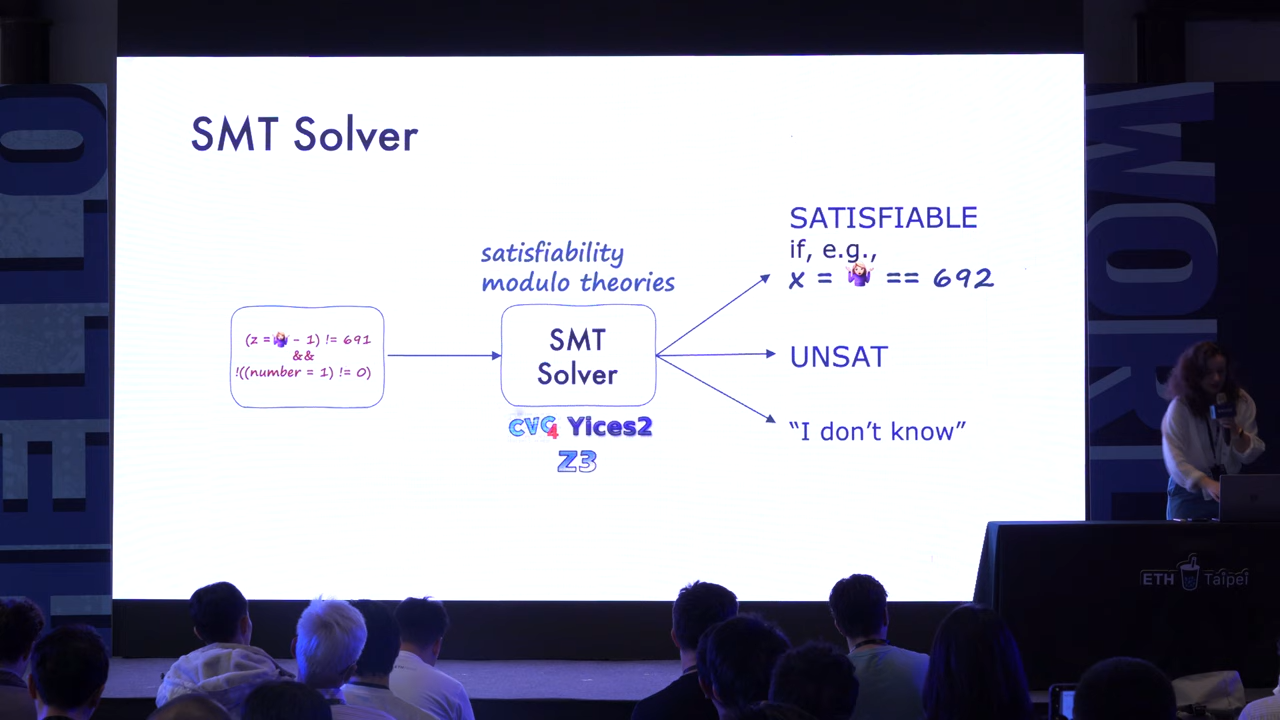 SMT Solver
satisfiability
modulo theories
(z =🤷🏻‍♀️ - 1) != 691
&&
!((number = 1) != 0)
SMT
Solver
CVC4 Yices2
Z3
SATISFIABLE
if, e.g.,
x = 🤷🏻‍♀️ == 692
UNSAT
“I don’t know”
ETH Taipei